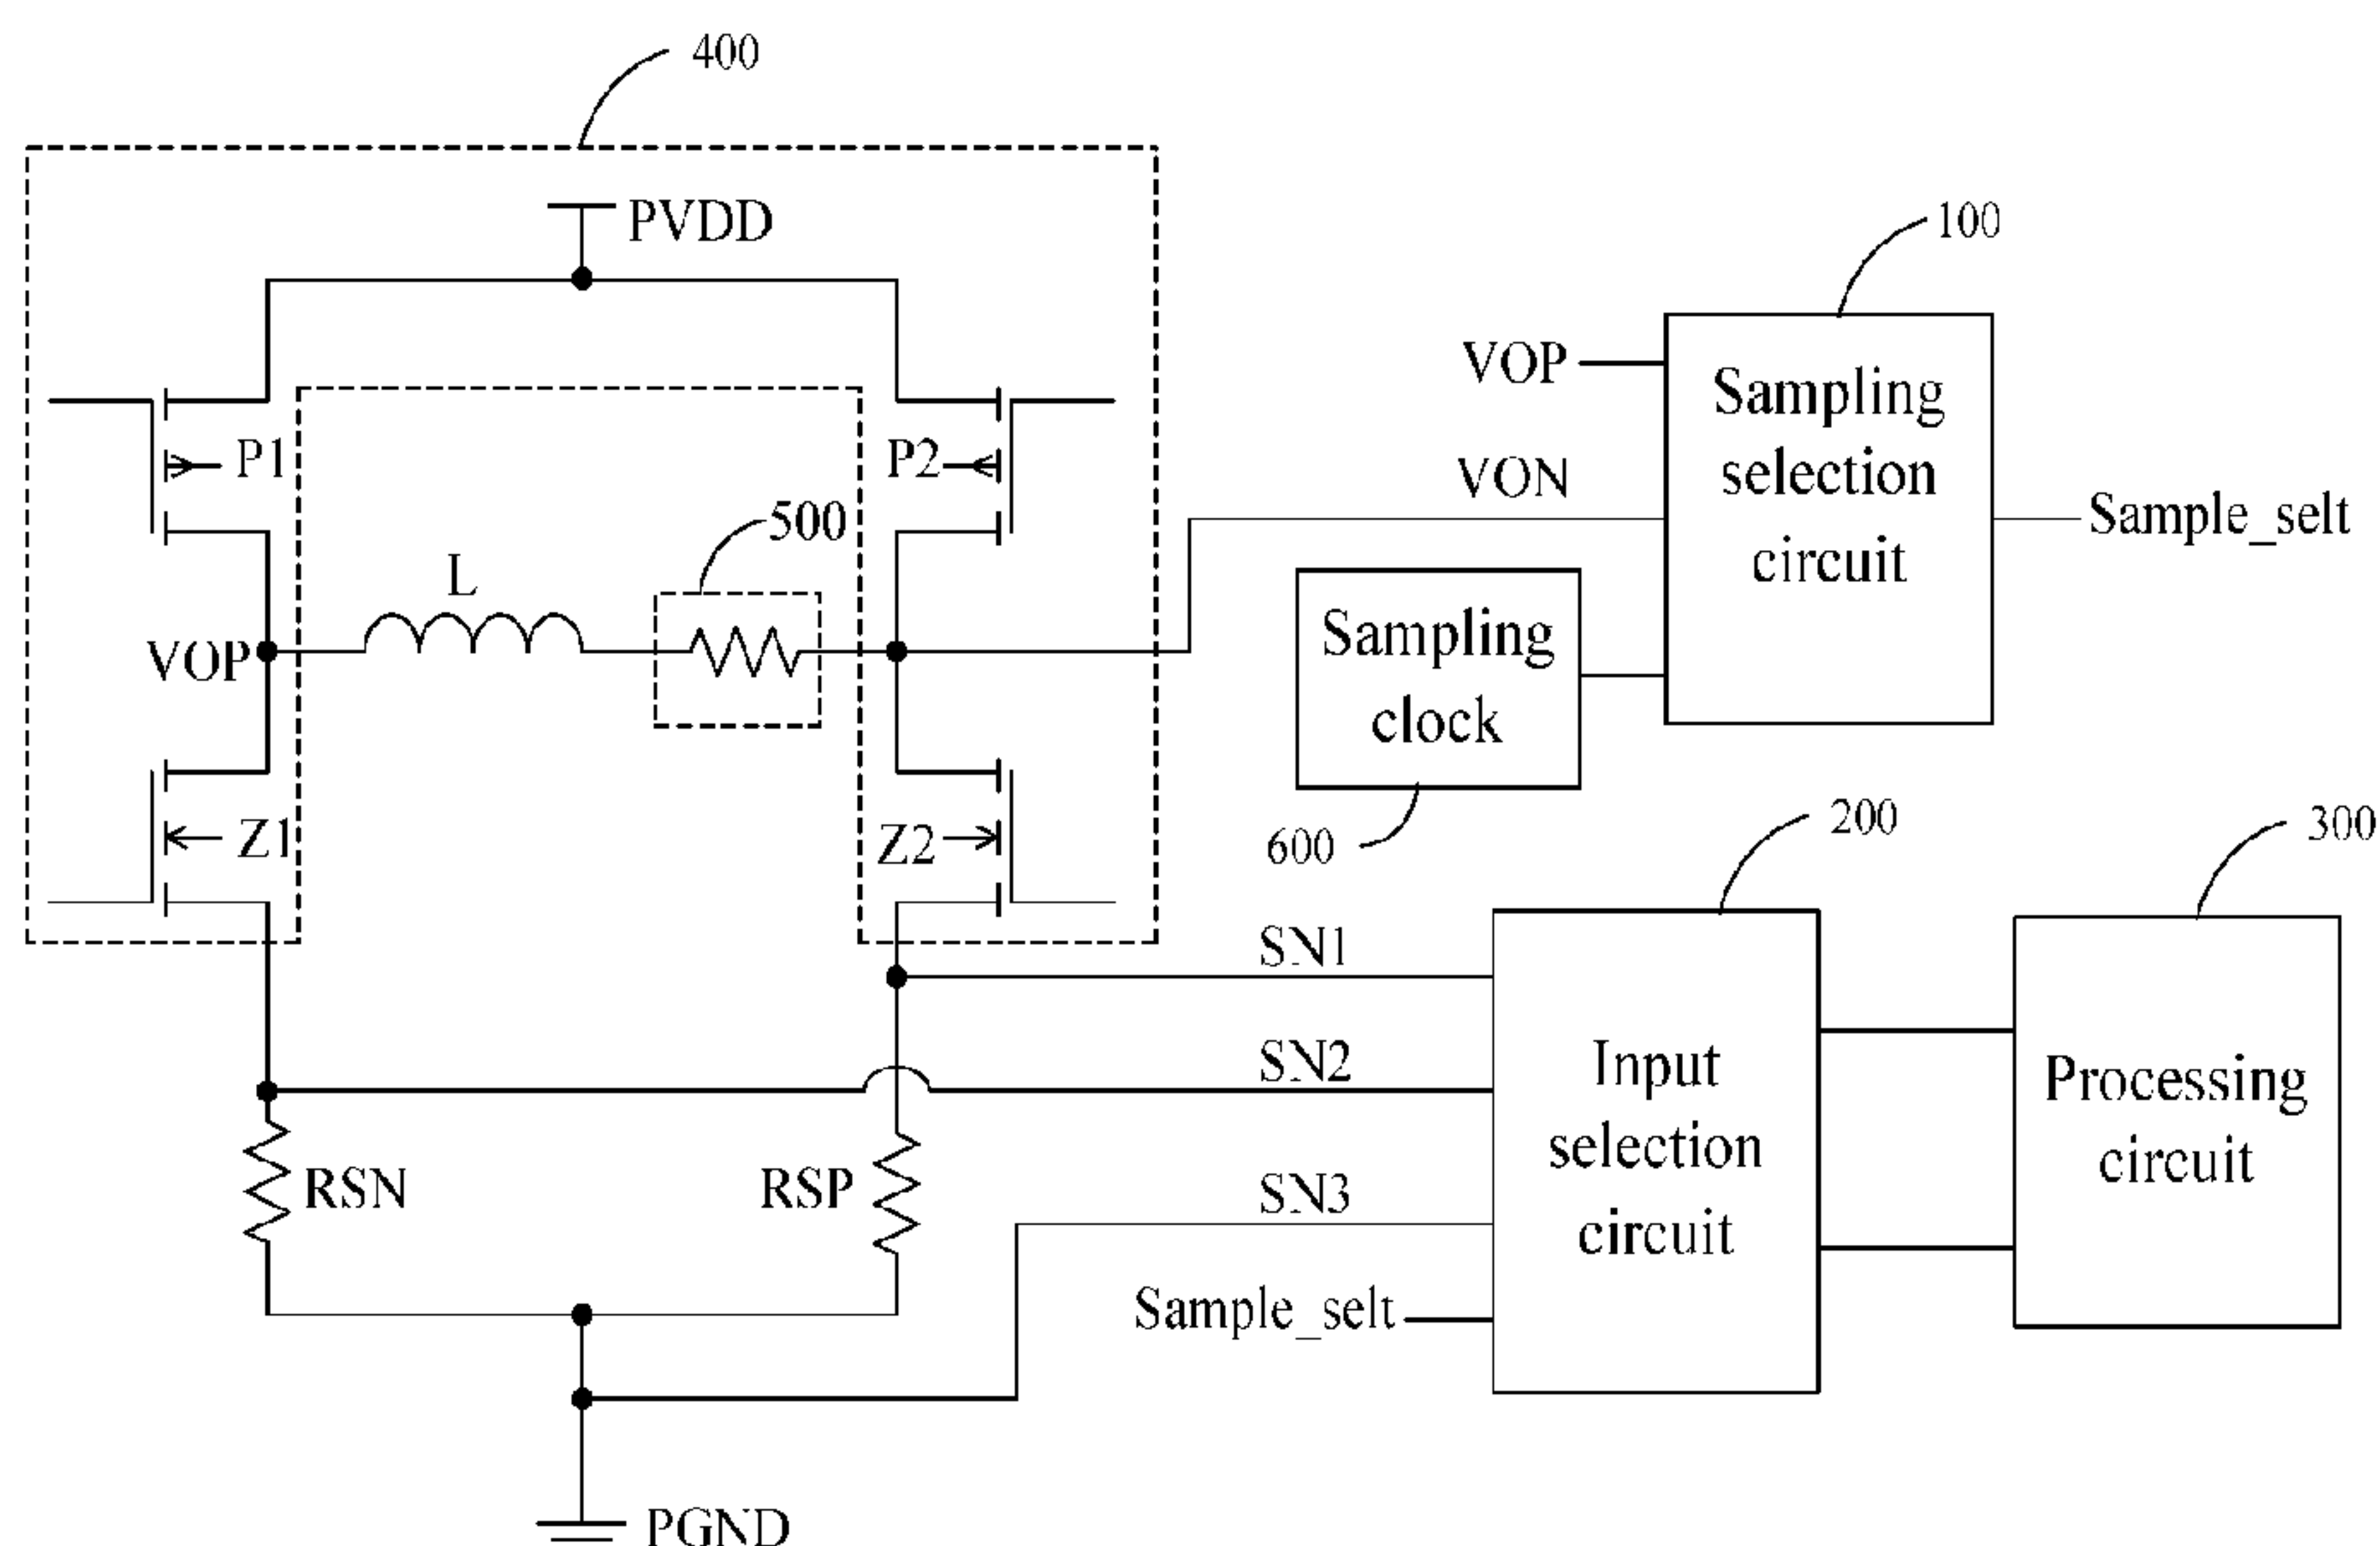 400
PVDD
100
VOP
Sampling
selection
circuit
P1
P2
VON
500
Sample_selt
L
Sampling
clock
VOP
Z1
Z2
600
200
300
SN1
SN2
Input
selection
circuit
Processing
circuit
RSN
RSP
SN3
Sample_selt
PGND